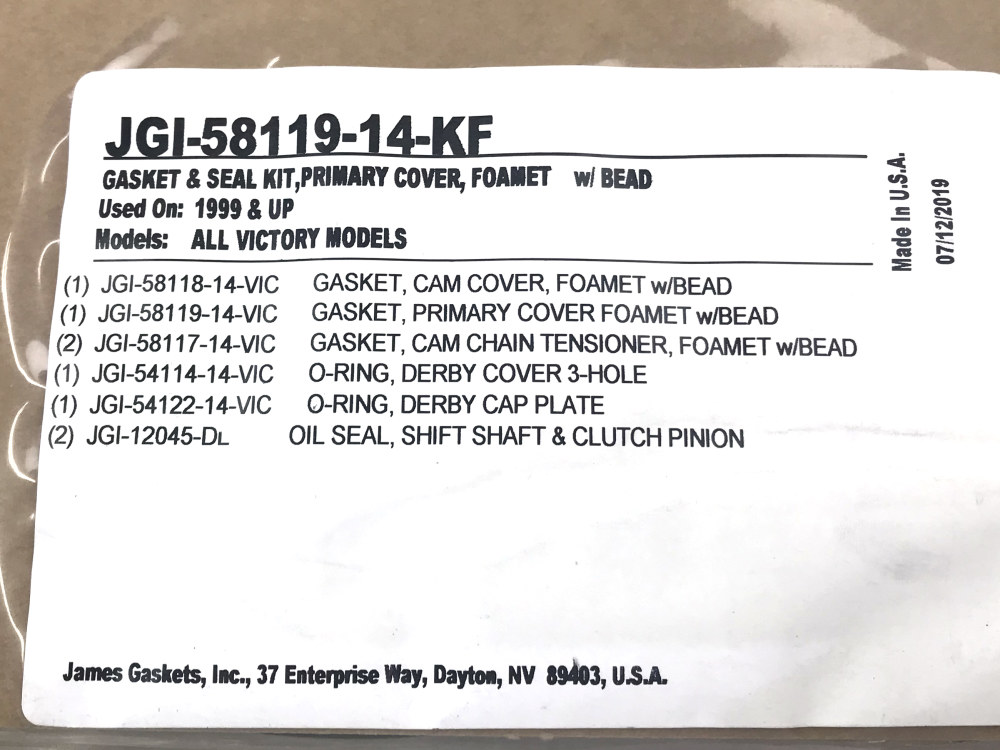 JGI-58119-14-KF
GASKET & SEAL KIT,PRIMARY COVER, FOAMET w/ BEAD
Used On: 1999 & UP
Models: ALL VICTORY MODELS
(1) JGI-58118-14-VIC GASKET, CAM COVER, FOAMET w/BEAD
(1) JGI-58119-14-VIC GASKET, PRIMARY COVER FOAMET w/BEAD
(2) JGI-58117-14-VIC GASKET, CAM CHAIN TENSIONER, FOAMET w/BEAD
(1) JGI-54114-14-VIC O-RING, DERBY COVER 3-HOLE
(1) JGI-54122-14-VIC O-RING, DERBY CAP PLATE
(2) JGI-12045-DL OIL SEAL, SHIFT SHAFT & CLUTCH PINION
James Gaskets, Inc., 37 Enterprise Way, Dayton, NV 89403, U.S.A.
Made In U.S.A.
07/12/2019